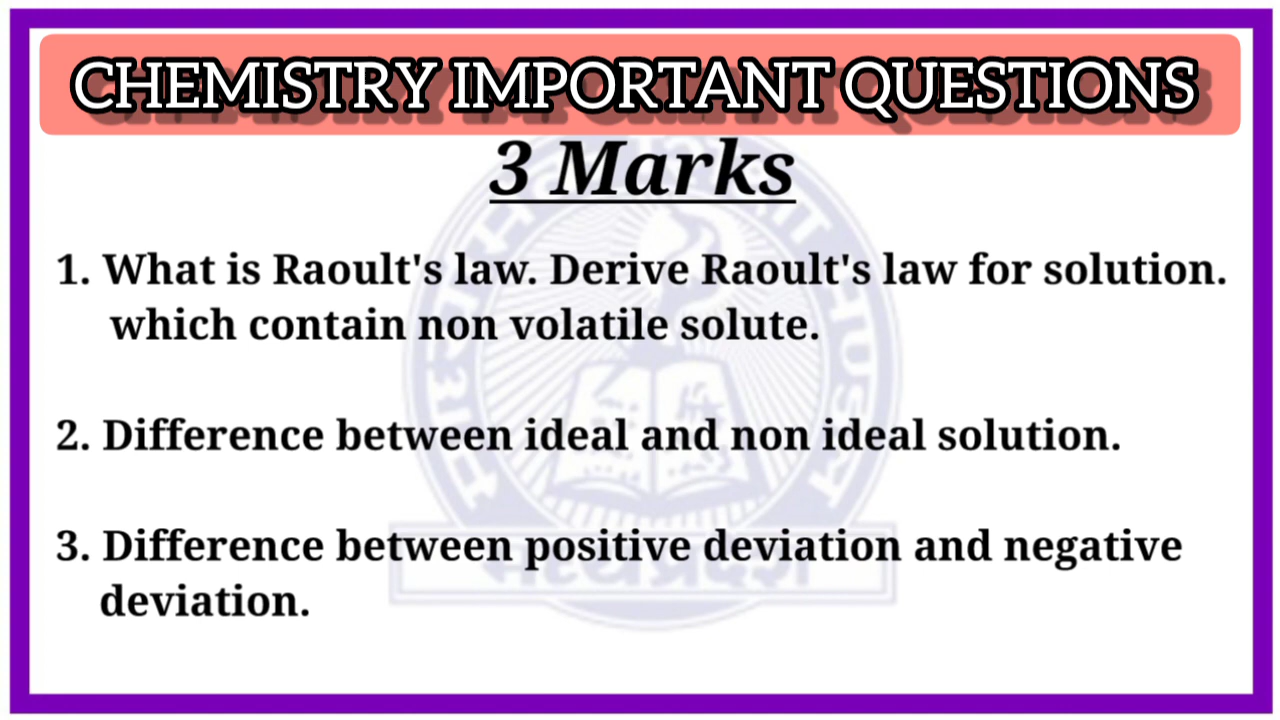 CHEMISTRY IMPORTANT QUESTIONS
3 Marks
1. What is Raoult's law. Derive Raoult's law for solution.
which contain non volatile solute.
2. Difference between ideal and non ideal solution.
3. Difference between positive deviation and negative
deviation.